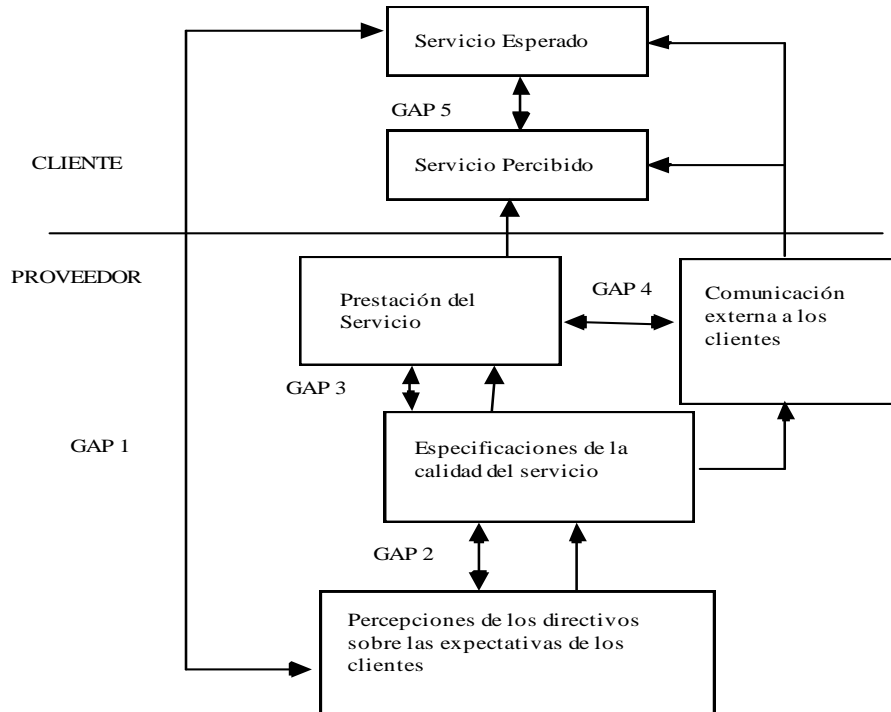 Servicio Esperado
GAP 5
Servicio Percibido
CLIENTE
PROVEEDOR
Prestación del
Servicio
GAP 4
Comunicación
externa a los
clientes
GAP 3
GAP 1
Especificaciones de la
calidad del servicio
GAP 2
Percepciones de los directivos
sobre las expectativas de los
clientes